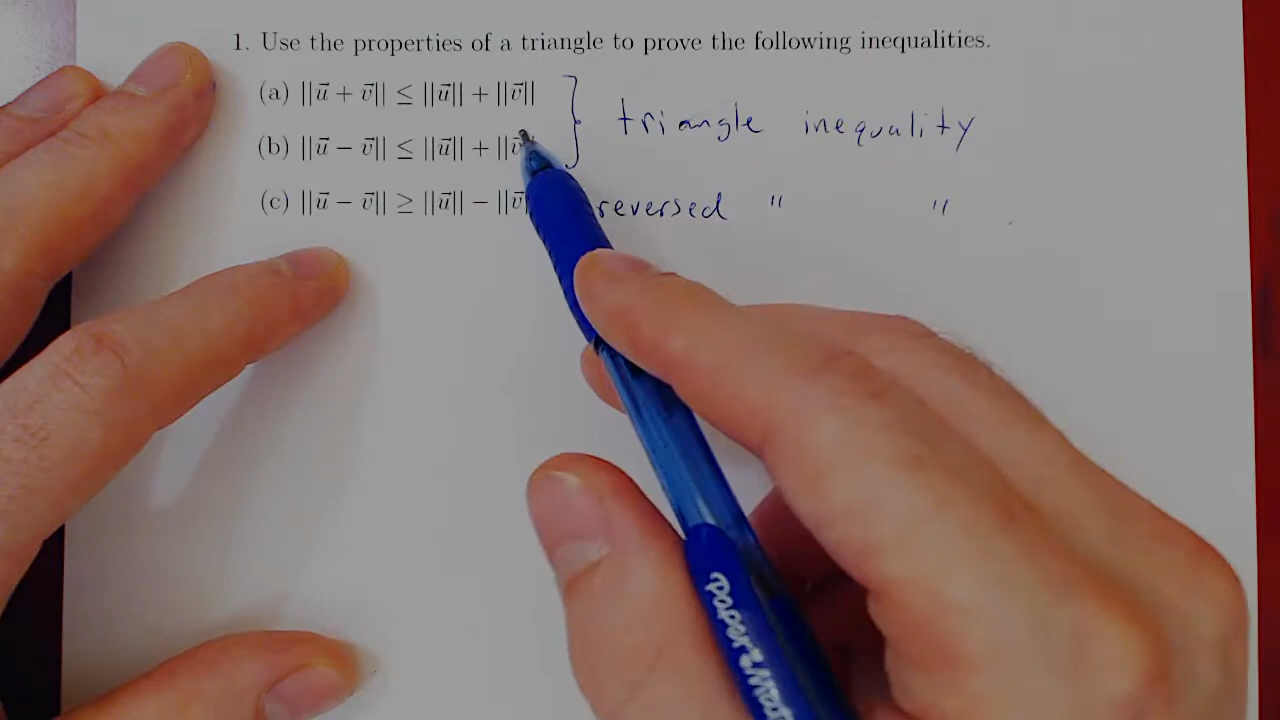 1. Use the properties of a triangle to prove the following inequalities.
(a) ||u⃗ + v⃗|| ≤ ||u⃗|| + ||v⃗||
(b) ||u⃗ − v⃗|| ≤ ||u⃗|| + ||v⃗
triangle inequality
(c) ||u⃗ − v⃗|| ≥ ||u⃗|| − ||v⃗|
reversed " "
PaperMate